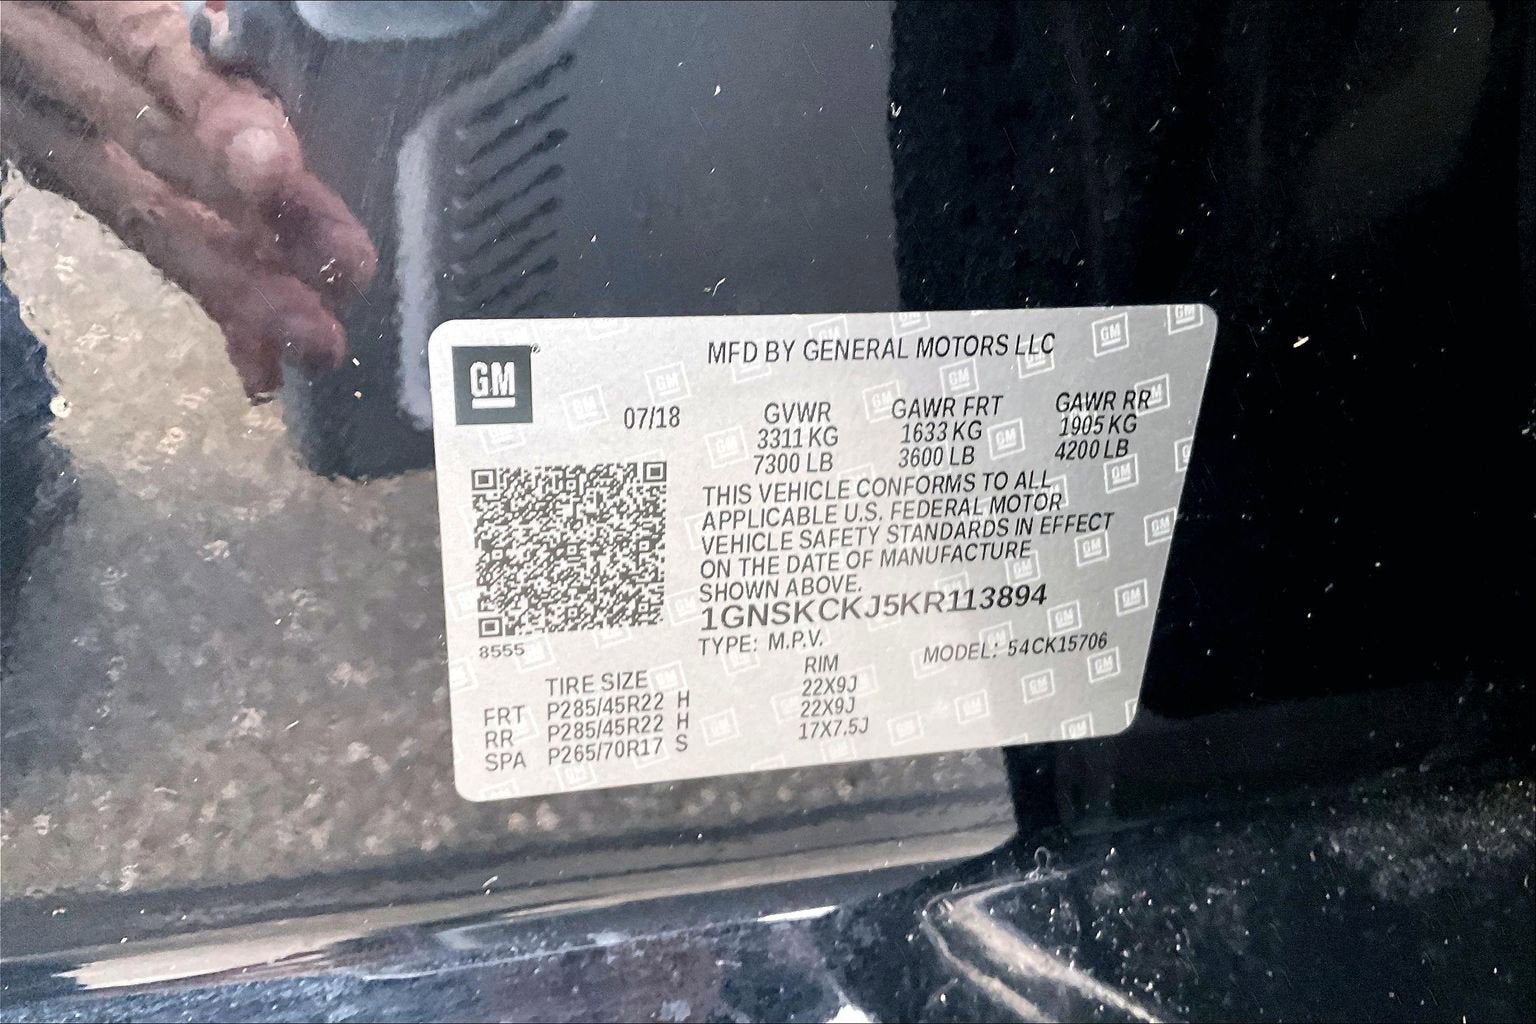 GM
MFD BY GENERAL MOTORS LLC
07/18
GVWR GAWR FRT GAWR RR
3311 KG 1633 KG 1905 KG
7300 LB 3600 LB 4200 LB
THIS VEHICLE CONFORMS TO ALL
APPLICABLE U.S. FEDERAL MOTOR
VEHICLE SAFETY STANDARDS IN EFFECT
ON THE DATE OF MANUFACTURE
SHOWN ABOVE.
1GNSKCKJ5KR113894
8555
TYPE: M.P.V. MODEL: 54CK15706
TIRE SIZE RIM
FRT P285/45R22 H 22X9J
RR P285/45R22 H 22X9J
SPA P265/70R17 S 17X7.5J